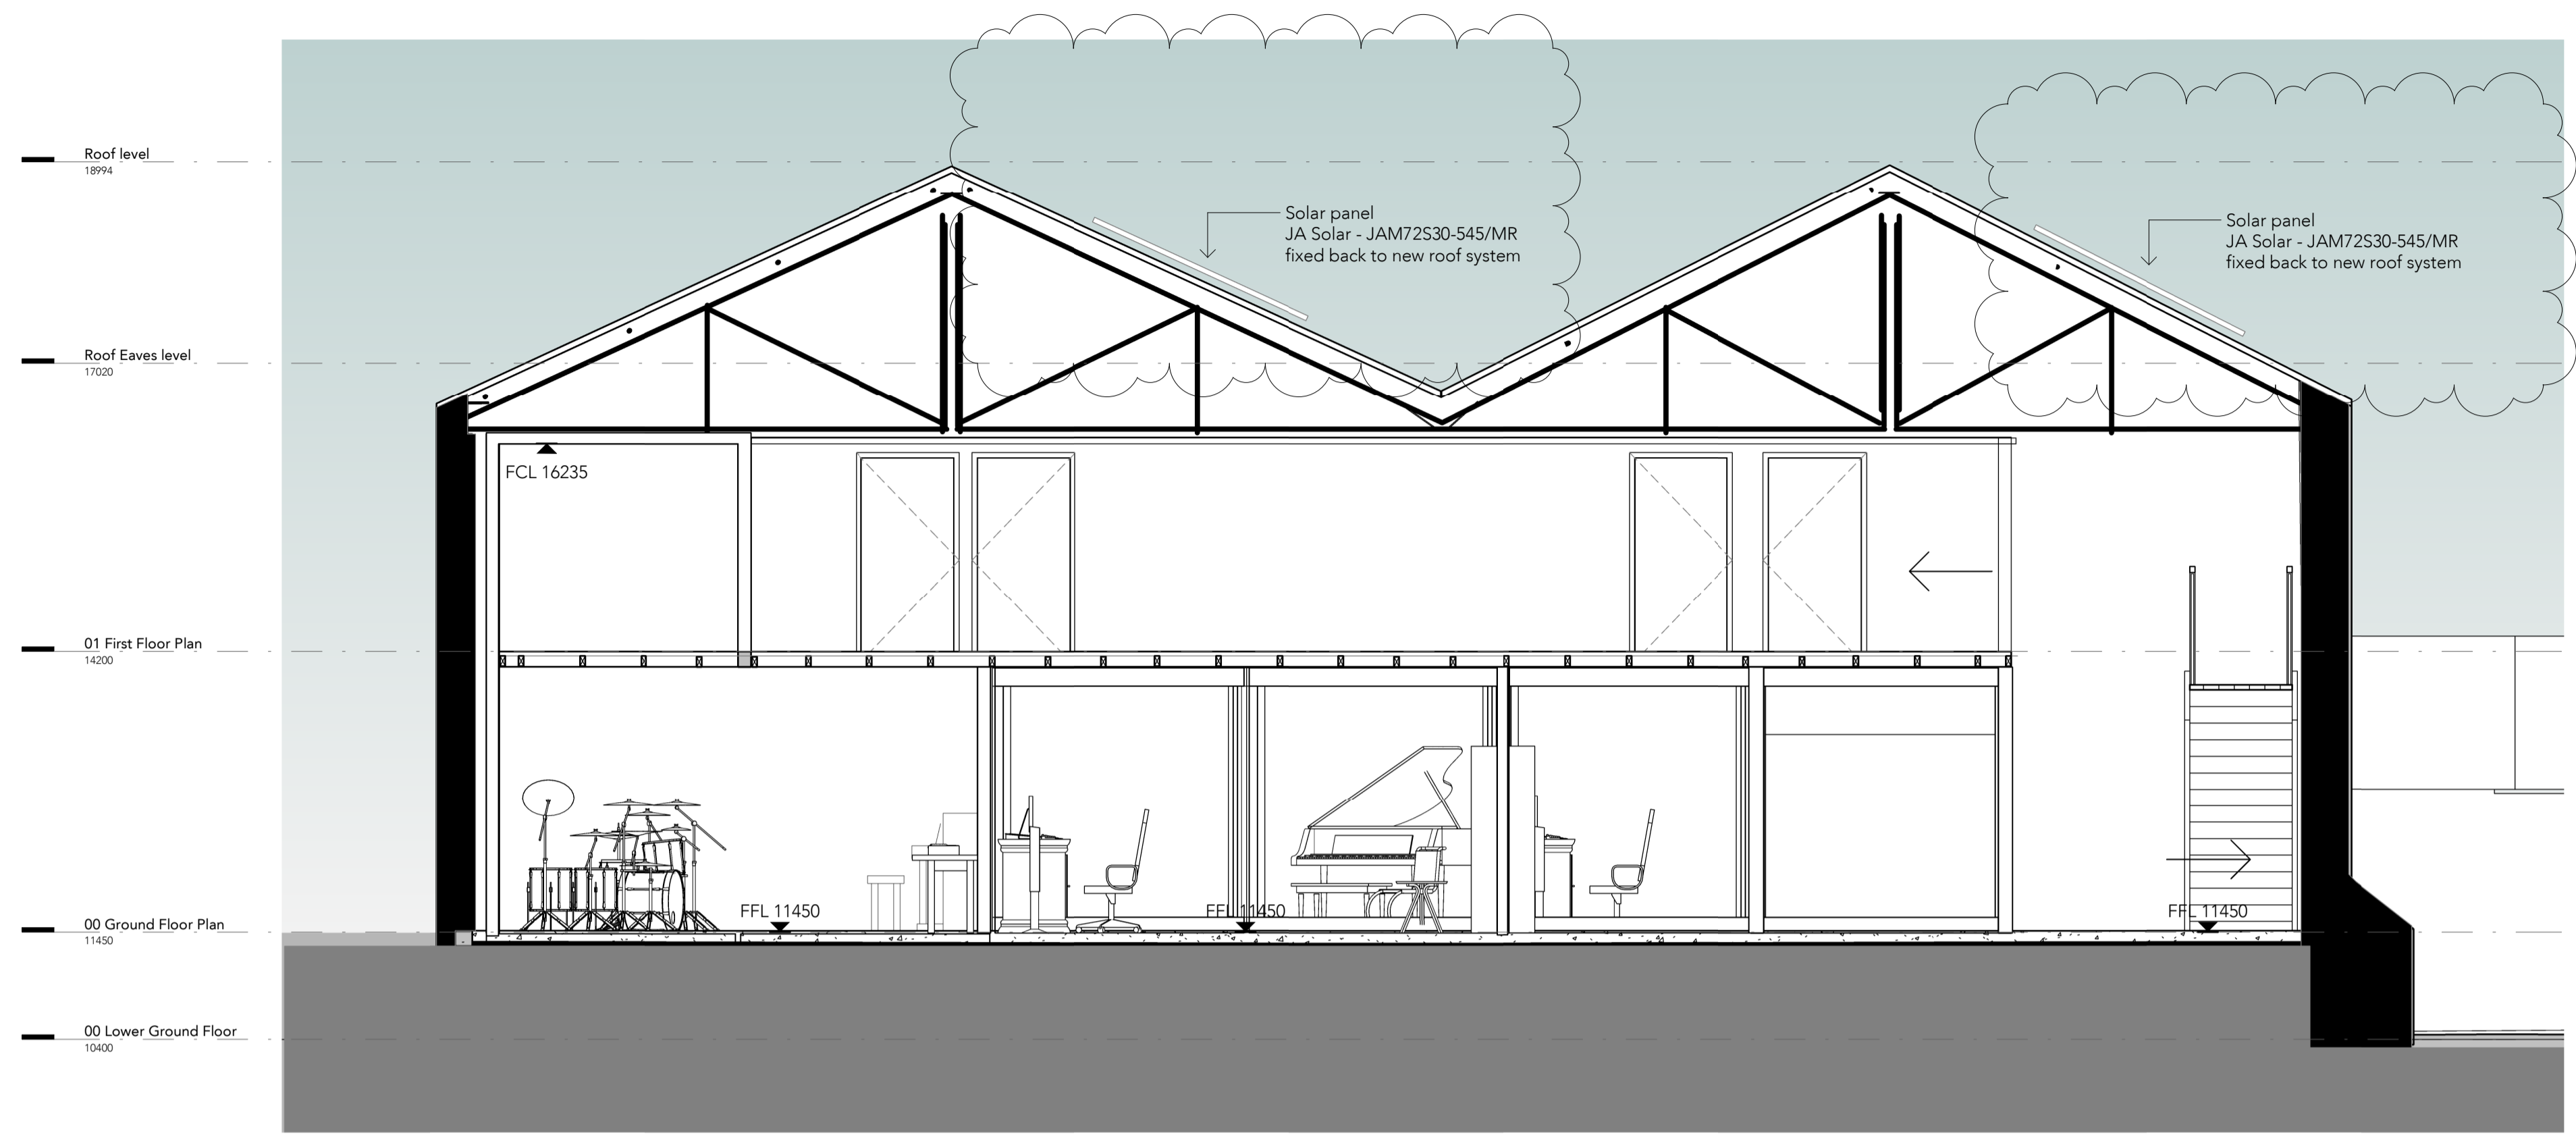 Roof level
18994
Solar panel
JA Solar - JAM72S30-545/MR
fixed back to new roof system
Solar panel
JA Solar - JAM72S30-545/MR
fixed back to new roof system
Roof Eaves level
17020
FCL 16235
01 First Floor Plan
14200
00 Ground Floor Plan
11450
FFL 11450
FFL 11450
FFL 11450
00 Lower Ground Floor
10400